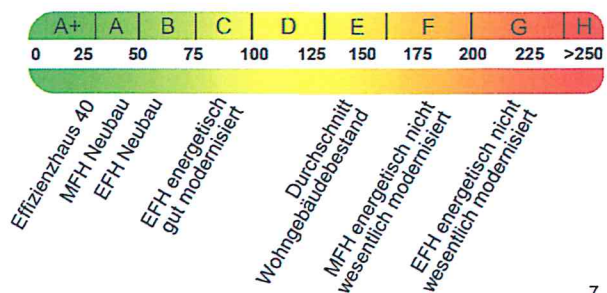 A+ A B C D E F G H
0 25 50 75 100 125 150 175 200 225 >250
Effizienzhaus 40
MFH Neubau
EFH Neubau
EFH energetisch
gut modernisiert
Durchschnitt
Wohngebäudebestand
MFH energetisch nicht
wesentlich modernisiert
EFH energetisch nicht
wesentlich modernisiert
7